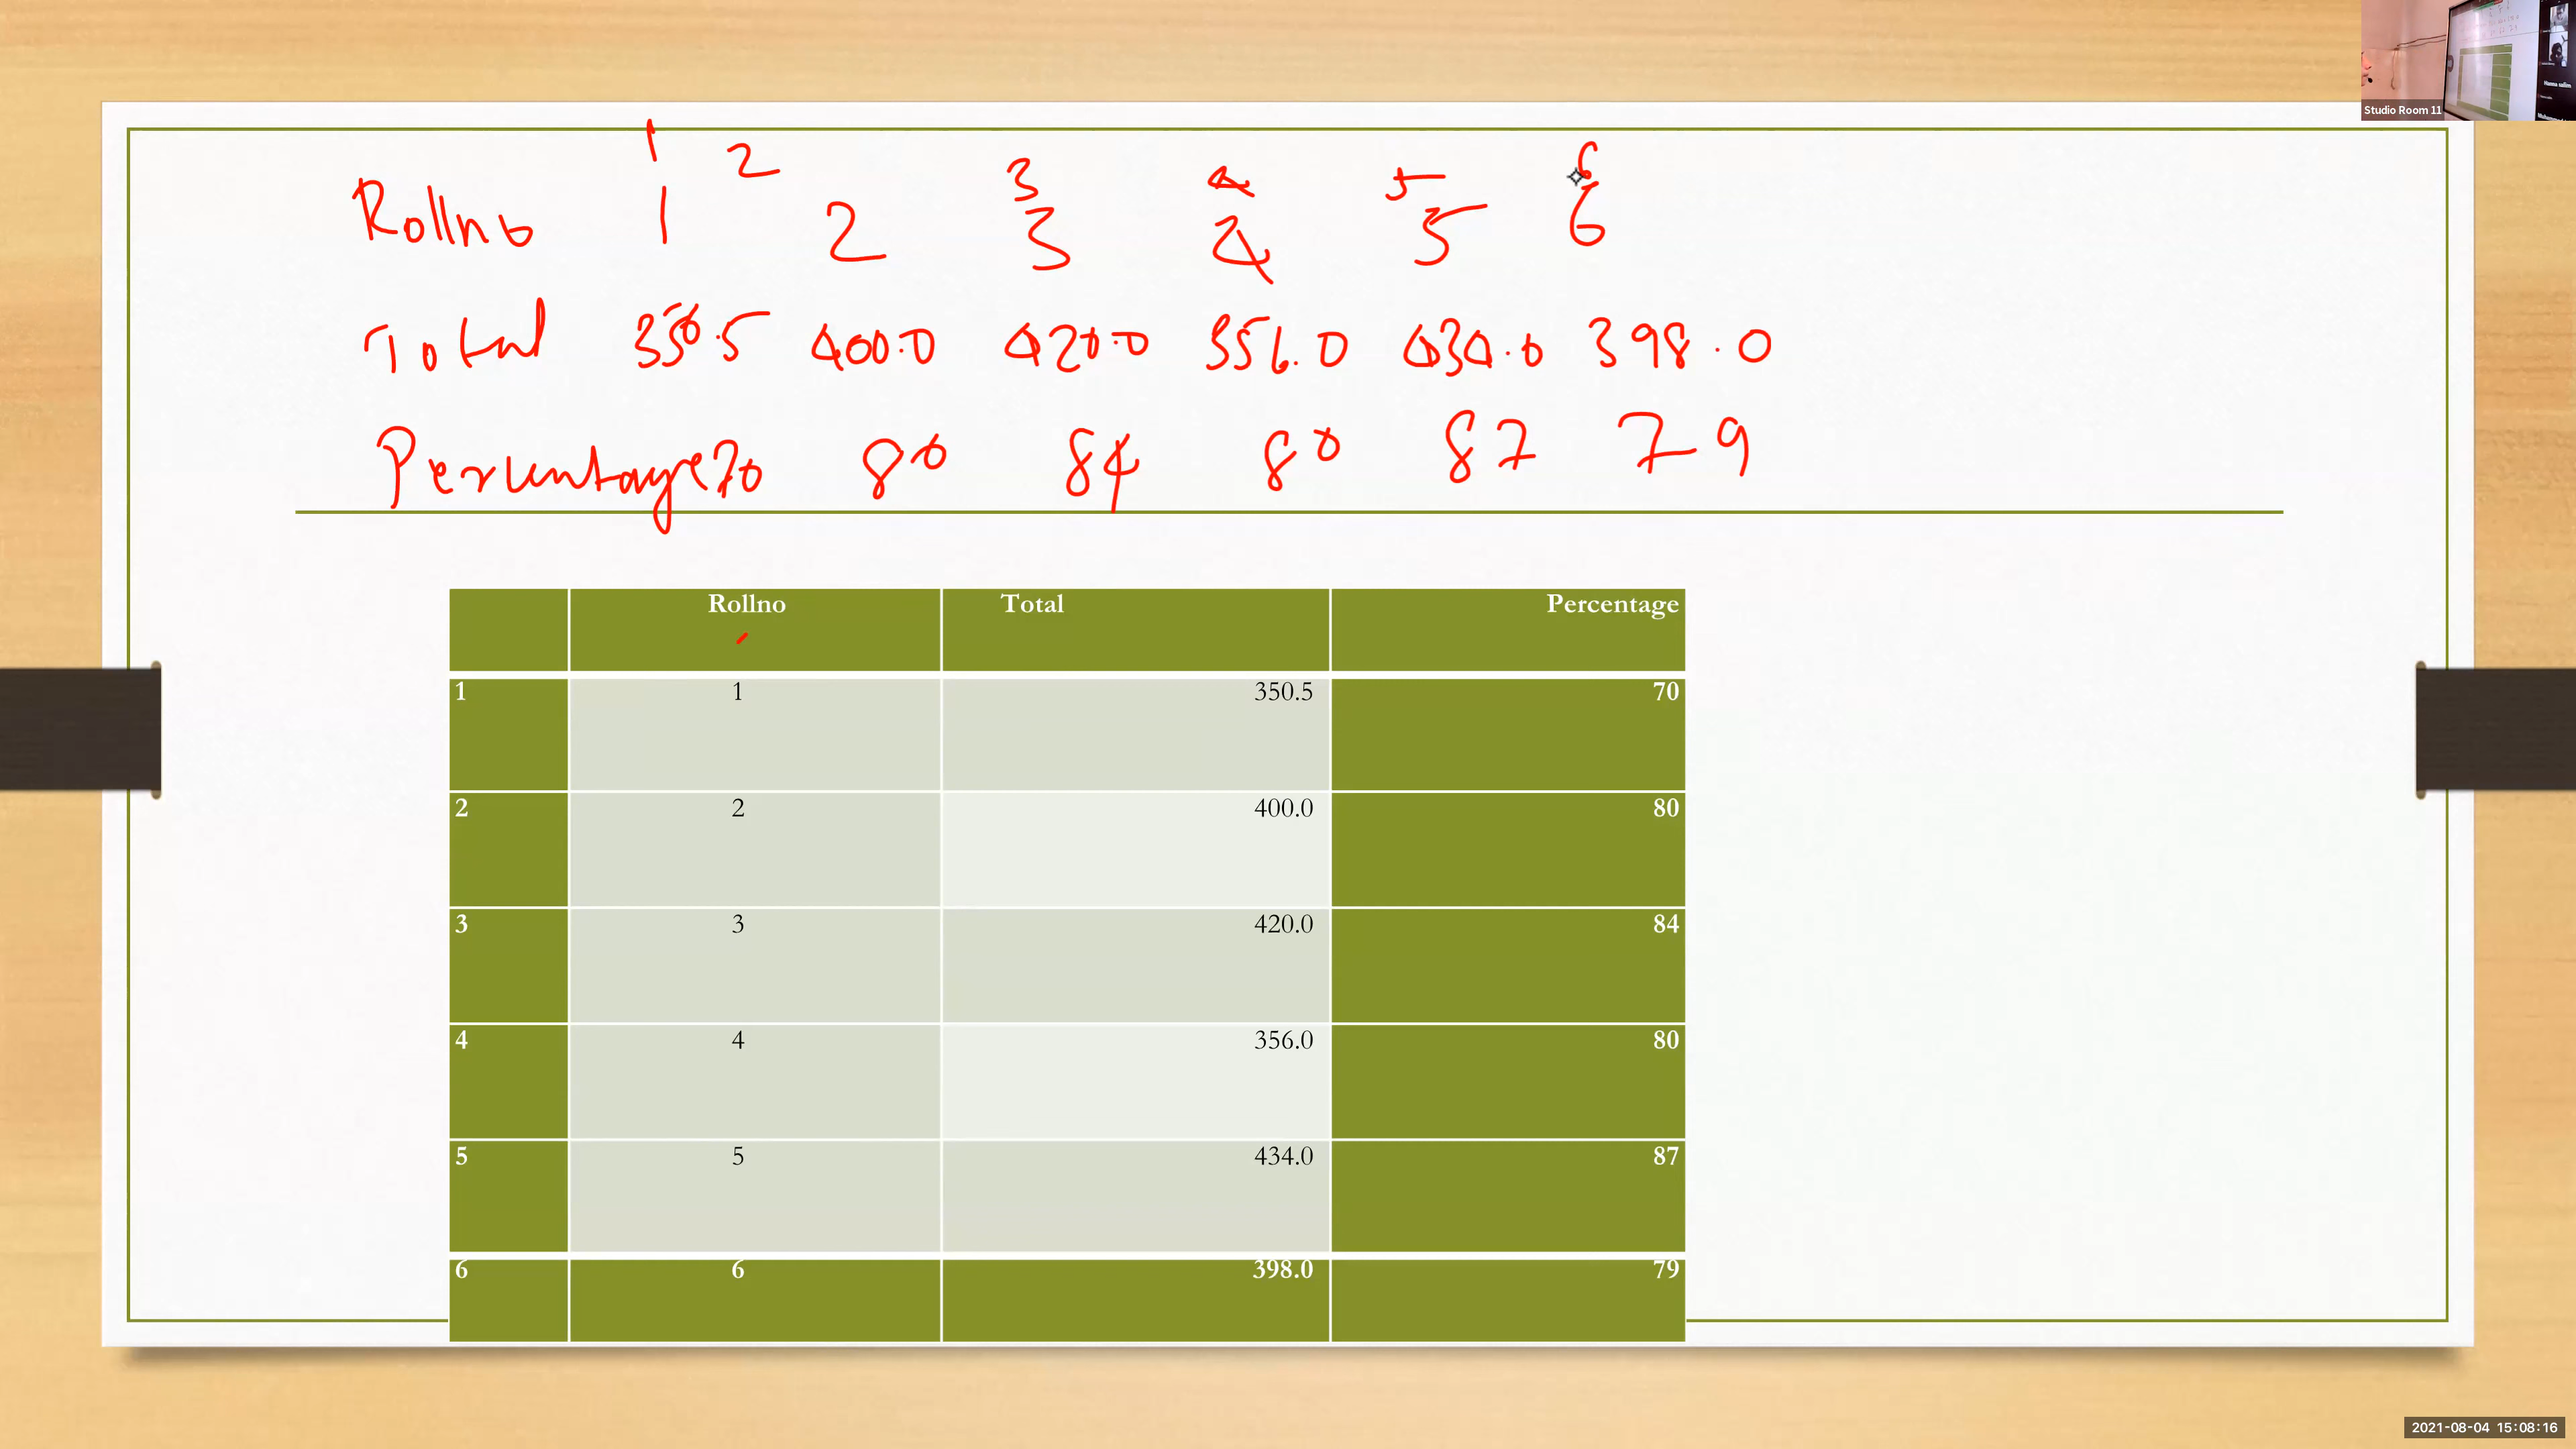 Studio Room 11
1 2 3 4 5 6
Rollno 1 2 3 4 5 6
Total 350.5 400.0 420.0 356.0 434.0 398.0
Percentage 70 80 84 80 87 79
Rollno Total Percentage
1 1 350.5 70
2 2 400.0 80
3 3 420.0 84
4 4 356.0 80
5 5 434.0 87
6 6 398.0 79
2021-08-04 15:08:16